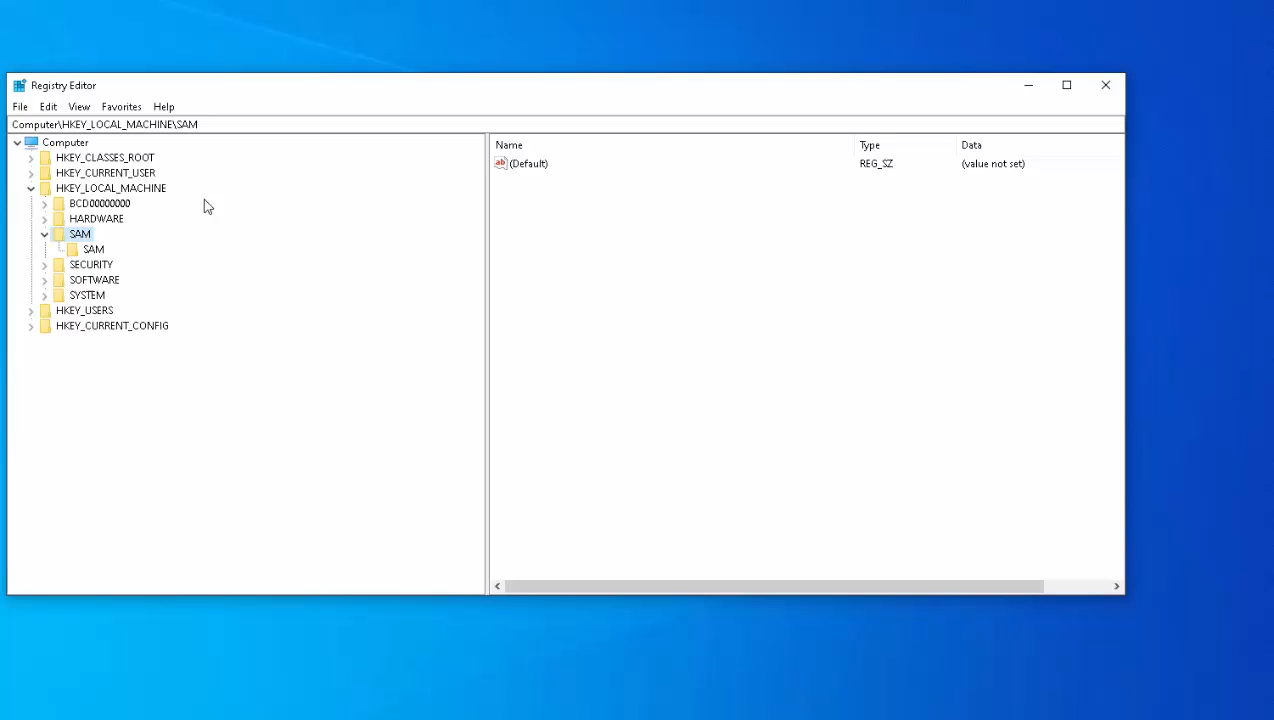 Registry Editor
File Edit View Favorites Help
Computer\HKEY_LOCAL_MACHINE\SAM
Computer
HKEY_CLASSES_ROOT
HKEY_CURRENT_USER
HKEY_LOCAL_MACHINE
BCD00000000
HARDWARE
SAM
SAM
SECURITY
SOFTWARE
SYSTEM
HKEY_USERS
HKEY_CURRENT_CONFIG
Name Type Data
ab (Default) REG_SZ (value not set)